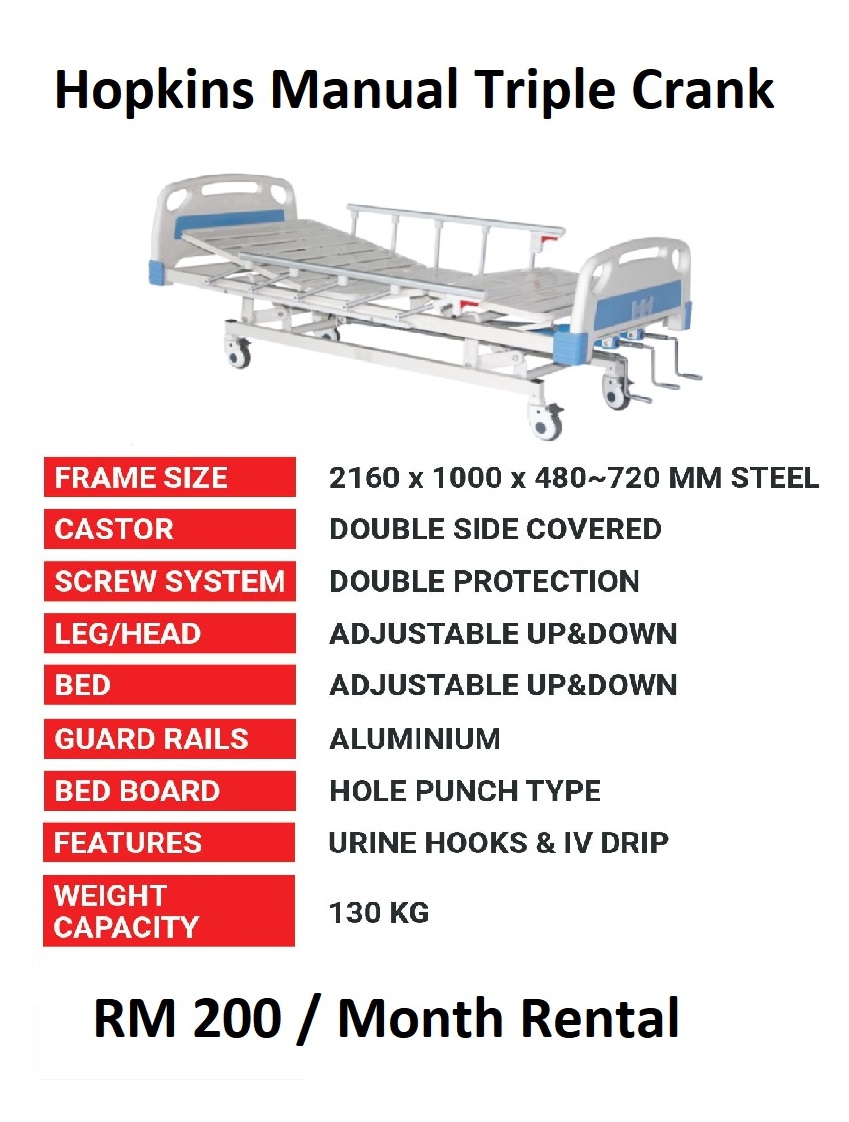 Hopkins Manual Triple Crank
FRAME SIZE 2160 x 1000 x 480~720 MM STEEL
CASTOR DOUBLE SIDE COVERED
SCREW SYSTEM DOUBLE PROTECTION
LEG/HEAD ADJUSTABLE UP&DOWN
BED ADJUSTABLE UP&DOWN
GUARD RAILS ALUMINIUM
BED BOARD HOLE PUNCH TYPE
FEATURES URINE HOOKS & IV DRIP
WEIGHT
CAPACITY 130 KG
RM 200 / Month Rental